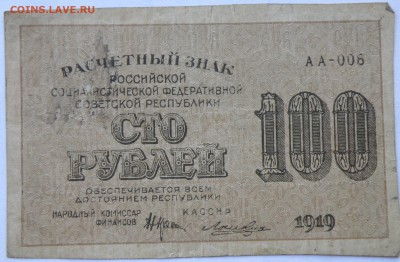 COINS.LAVE.RU
РАСЧЕТНЫЙ ЗНАК
АА-006
РОССИЙСКОЙ
СОЦИАЛИСТИЧЕСКОЙ ФЕДЕРАТИВНОЙ
СОВЕТСКОЙ РЕСПУБЛИКИ
СТО
РУБЛЕЙ
100
ОБЕСПЕЧИВАЕТСЯ ВСЕМ
ДОСТОЯНИЕМ РЕСПУБЛИКИ
НАРОДНЫЙ КОМИССАР
ФИНАНСОВ
КАССИР
1919